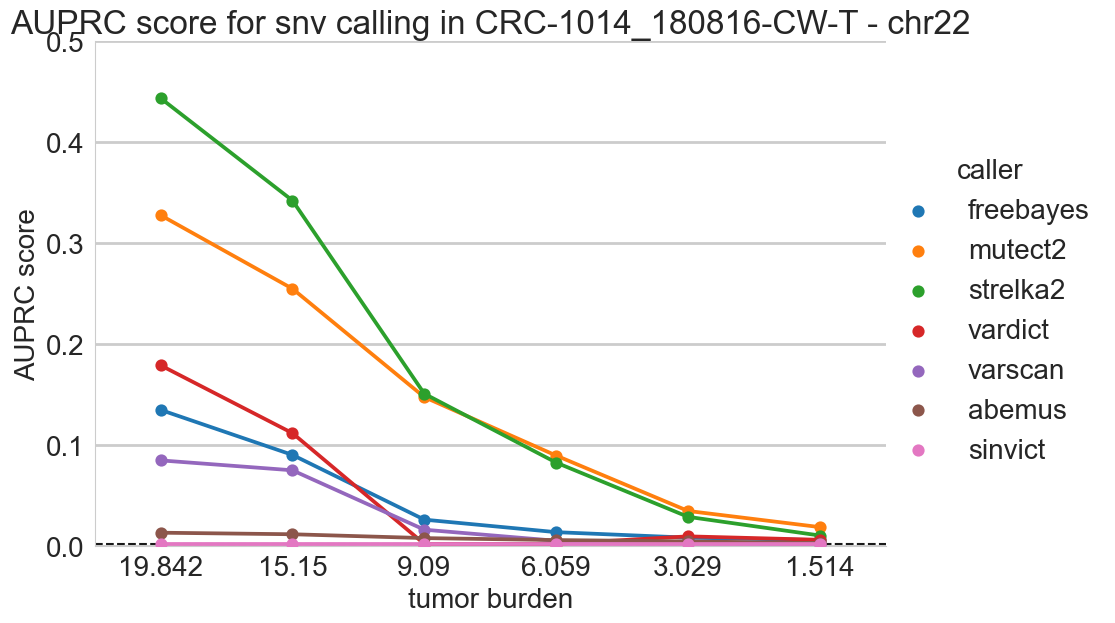 AUPRC score for snv calling in CRC-1014_180816-CW-T - chr22
0.5
0.4
0.3
0.2
0.1
0.0
AUPRC score
19.842 15.15 9.09 6.059 3.029 1.514
tumor burden
caller
freebayes
mutect2
strelka2
vardict
varscan
abemus
sinvict